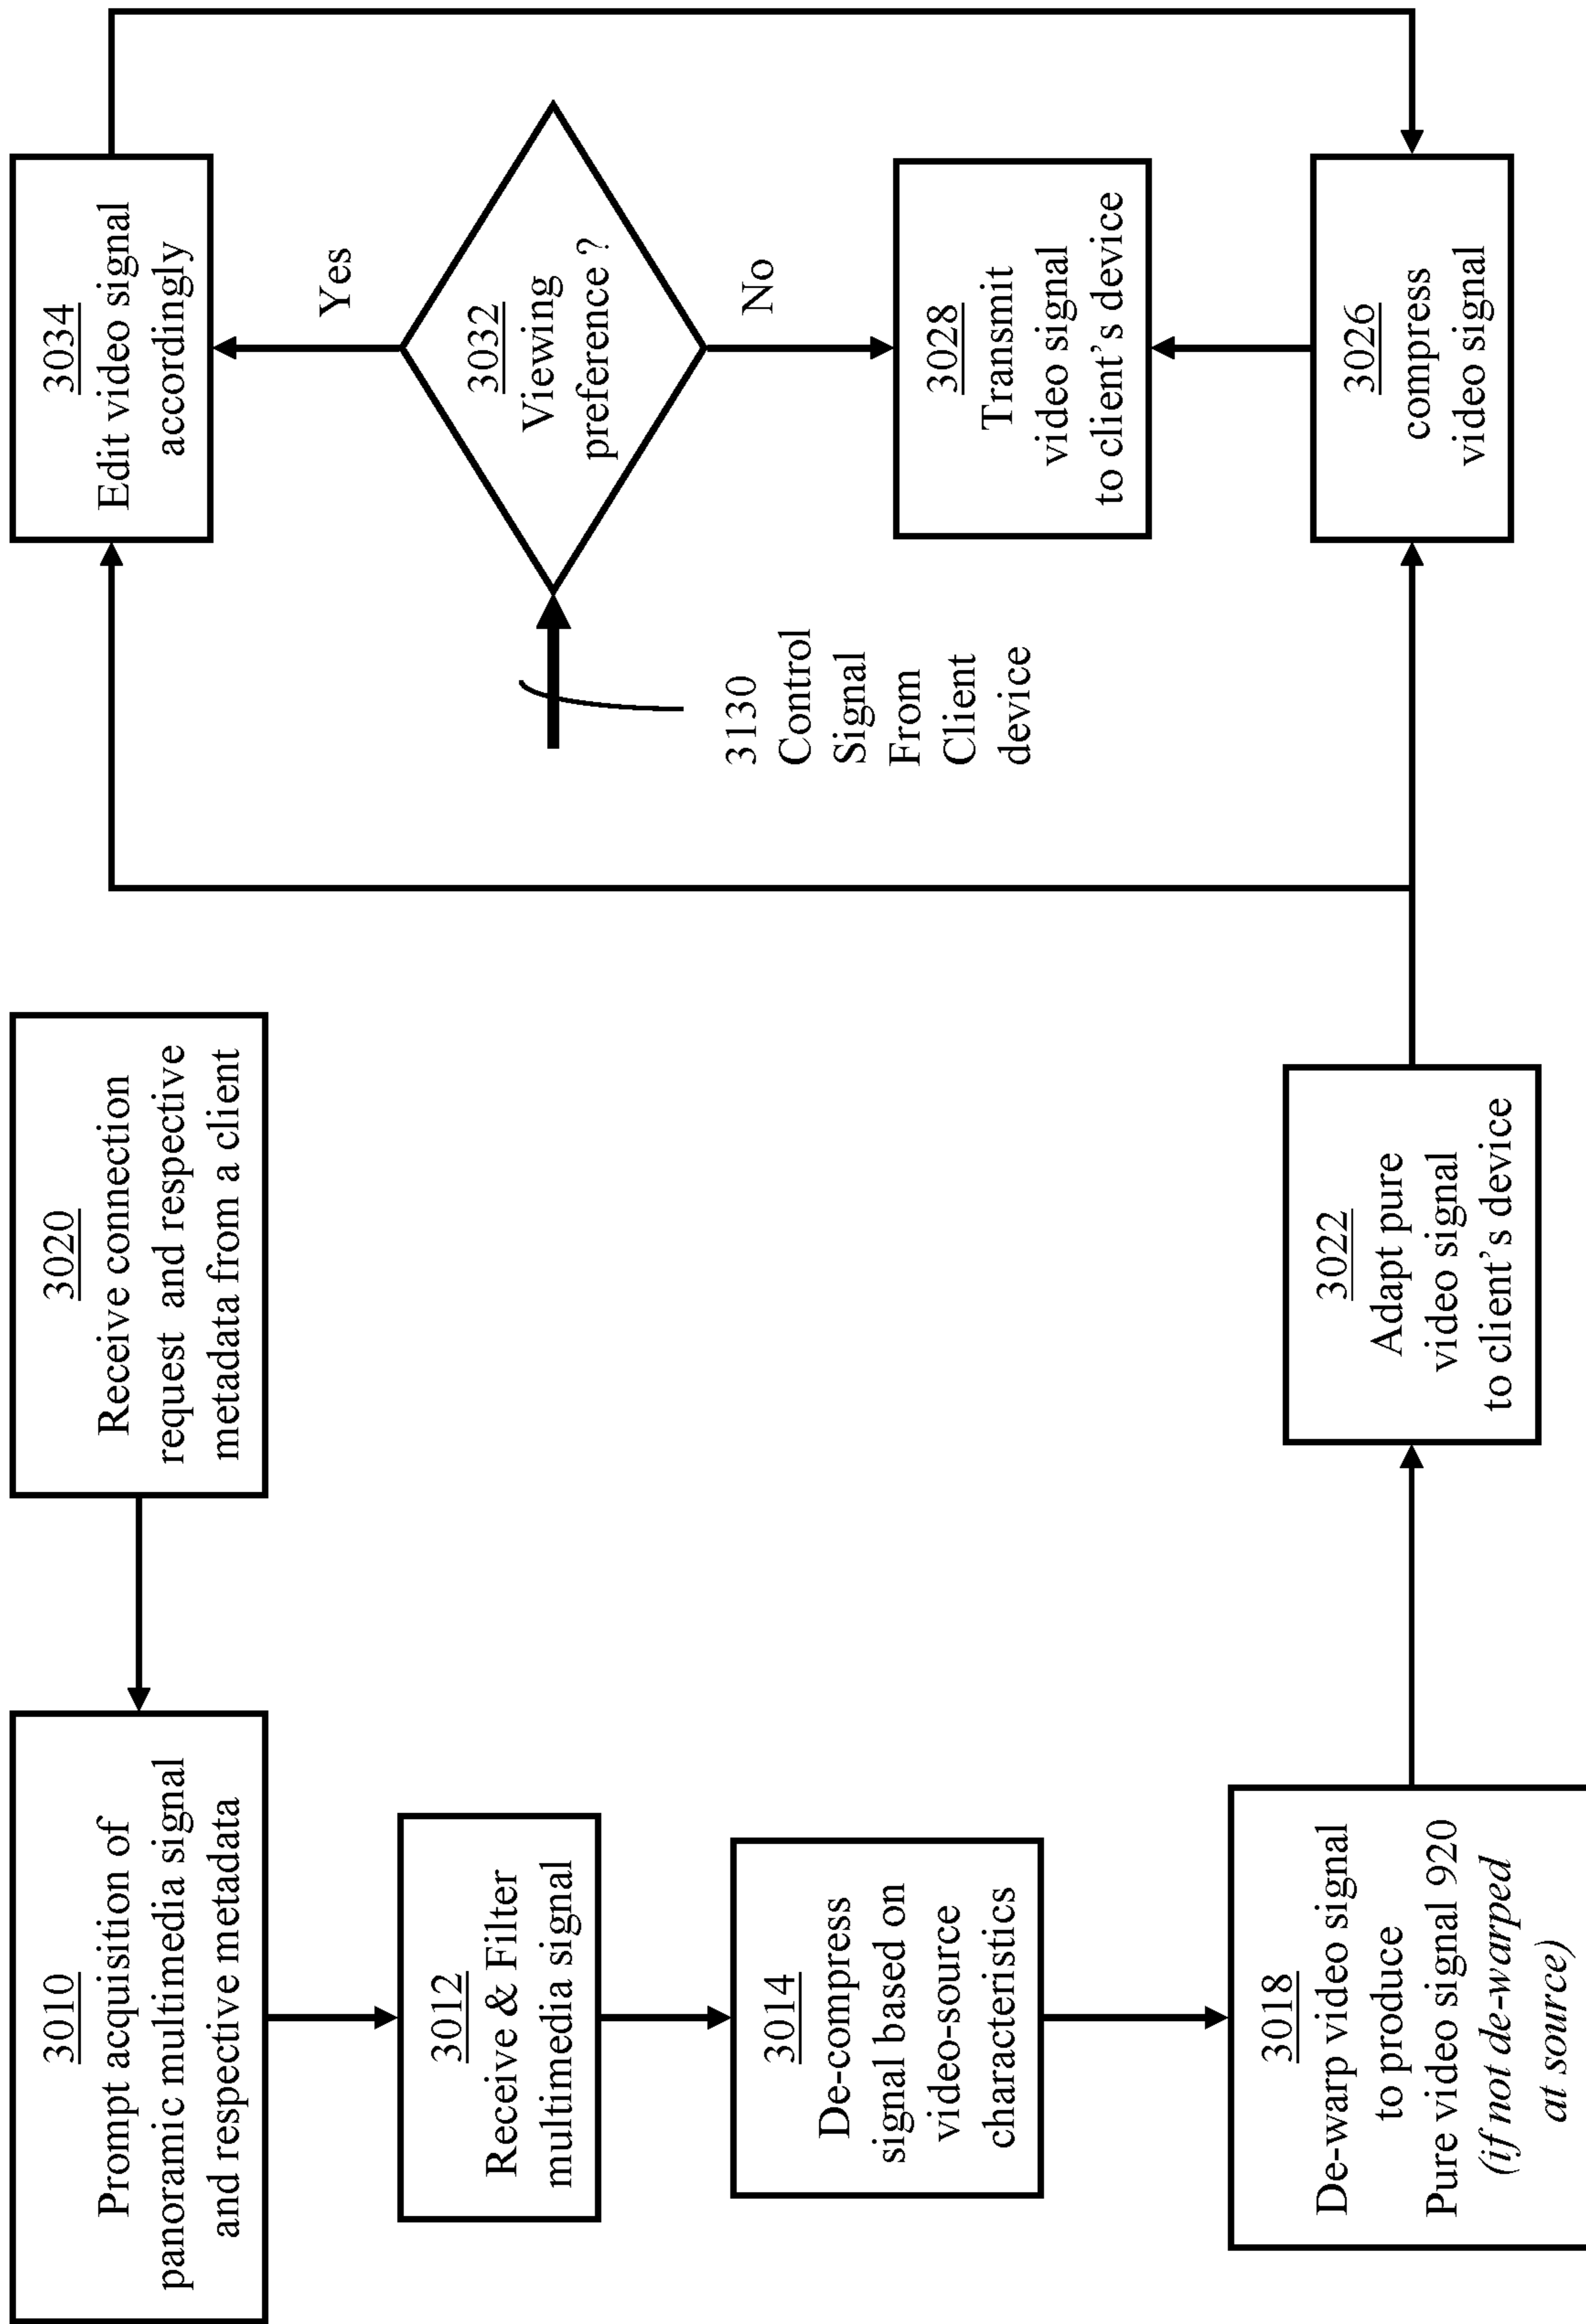 3010
Prompt acquisition of
panoramic multimedia signal
and respective metadata
3020
Receive connection
request and respective
metadata from a client
3012
Receive & Filter
multimedia signal
3014
De-compress
signal based on
video-source
characteristics
3018
De-warp video signal
to produce
Pure video signal 920
(if not de-warped
at source)
3022
Adapt pure
video signal
to client's device
3034
Edit video signal
accordingly
Yes
3032
Viewing
preference ?
No
3130
Control
Signal
From
Client
device
3028
Transmit
video signal
to client's device
3026
compress
video signal